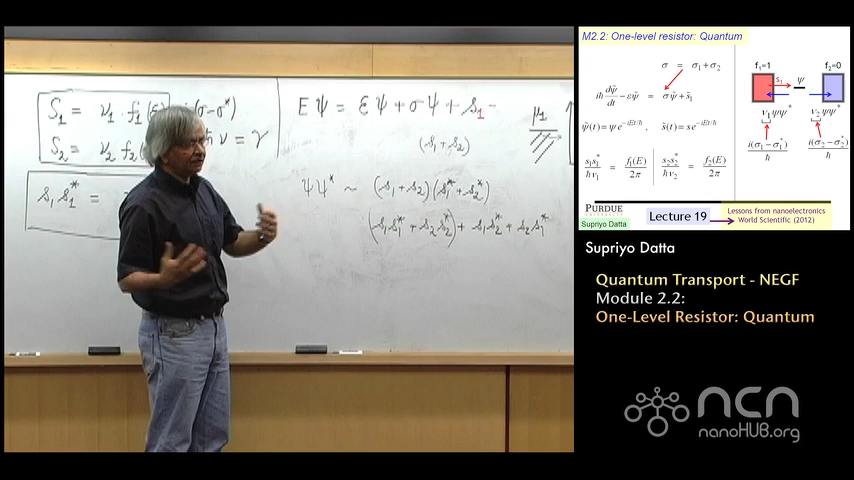 S₁ = ν₁ · f₁(E)
i(σ-σ*)
S₂ = ν₂ f₂(E)
ħ ν = γ
s₁ s₁* =
Eψ = εψ + σψ + s₁
(s₁ + s₂)
ψψ* ~ (s₁ + s₂)(s₁* + s₂*)
(s₁s₁* + s₂s₂*) + s₁s₂* + s₂s₁*
μ₁
M2.2: One-level resistor: Quantum
σ = σ₁ + σ₂
iħ dψ̃/dt − εψ̃ = σψ̃ + s̃₁
ψ̃(t) = ψ e^{−iEt/ħ} , s̃(t) = s e^{−iEt/ħ}
s₁s₁*/ħν₁ = f₁(E)/2π | s₂s₂*/ħν₂ = f₂(E)/2π
f₁=1 f₂=0
s₁ ψ
ν₁ψψ* ν₂ψψ*
i(σ₁ − σ₁*)/ħ i(σ₂ − σ₂*)/ħ
PURDUE
UNIVERSITY
Supriyo Datta
Lecture 19
Lessons from nanoelectronics
World Scientific (2012)
Supriyo Datta
Quantum Transport - NEGF
Module 2.2:
One-Level Resistor: Quantum
ncn
nanoHUB.org